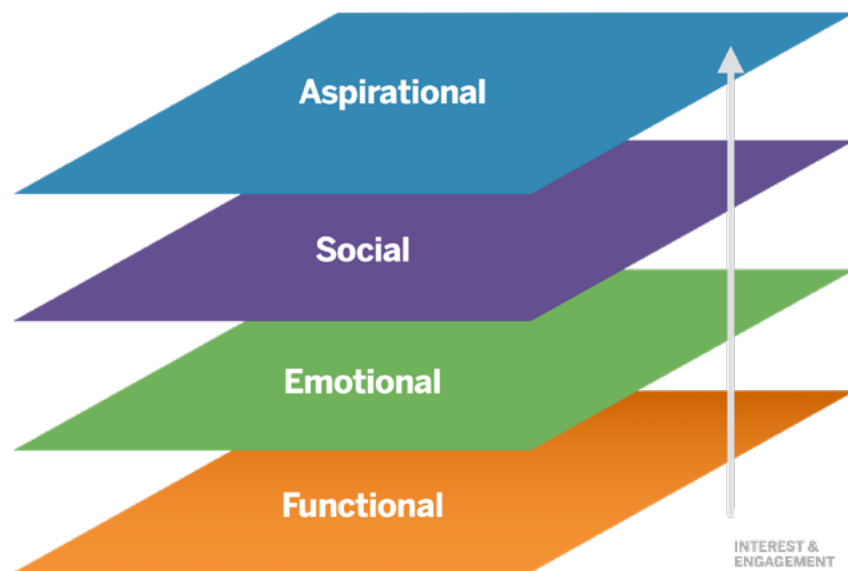 Aspirational
Social
Emotional
Functional
INTEREST &
ENGAGEMENT